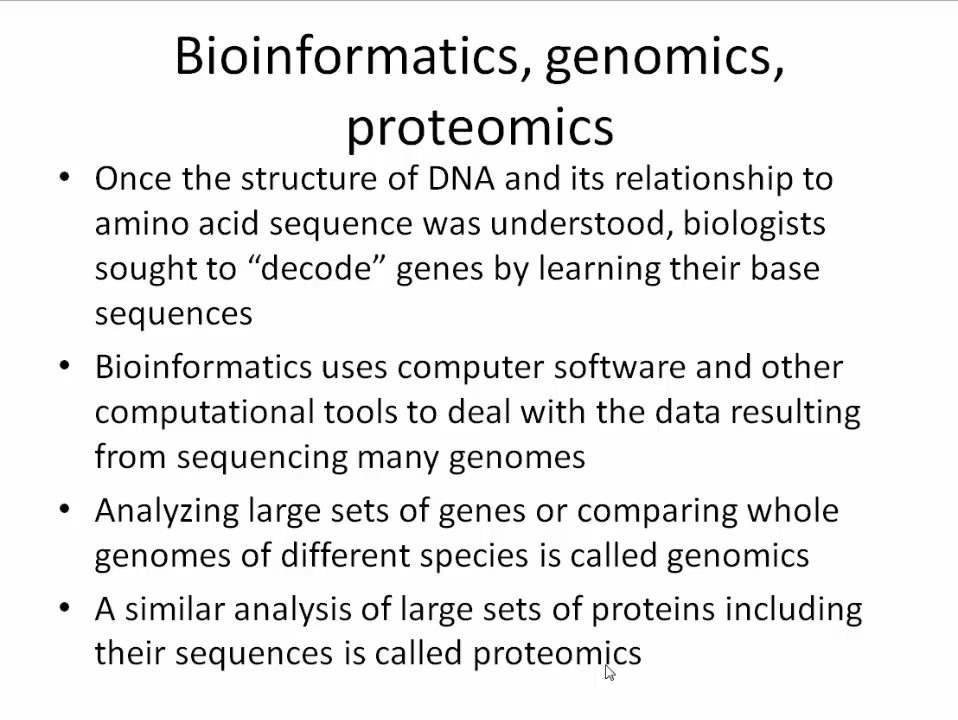 Bioinformatics, genomics,
proteomics
• Once the structure of DNA and its relationship to
amino acid sequence was understood, biologists
sought to “decode” genes by learning their base
sequences
• Bioinformatics uses computer software and other
computational tools to deal with the data resulting
from sequencing many genomes
• Analyzing large sets of genes or comparing whole
genomes of different species is called genomics
• A similar analysis of large sets of proteins including
their sequences is called proteomics